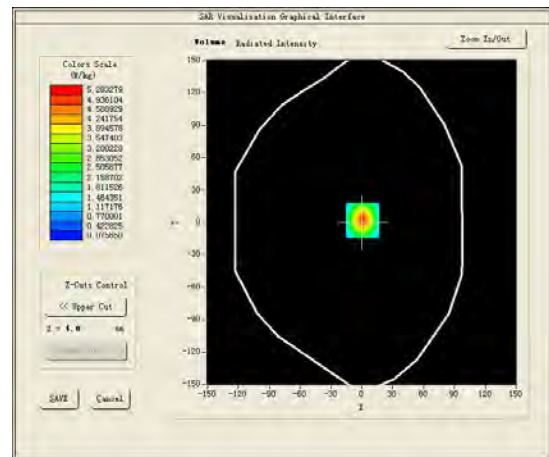 SAR Visualisation Graphical Interface
Volume Radiated Intensity
Zoom In/Out
Colors Scale
(W/kg)
5.283279
4.936104
4.588929
4.241754
3.894578
3.547403
3.200228
2.853052
2.505877
2.158702
1.811526
1.464351
1.117176
0.770001
0.422825
0.075650
150
120
90
60
30
0
-30
-60
-90
-120
-150
-150 -120 -90 -60 -30 0 30 60 90 120 150
Z-Cuts Control
<< Upper Cut
Z = 4.0
SAVE
Cancel